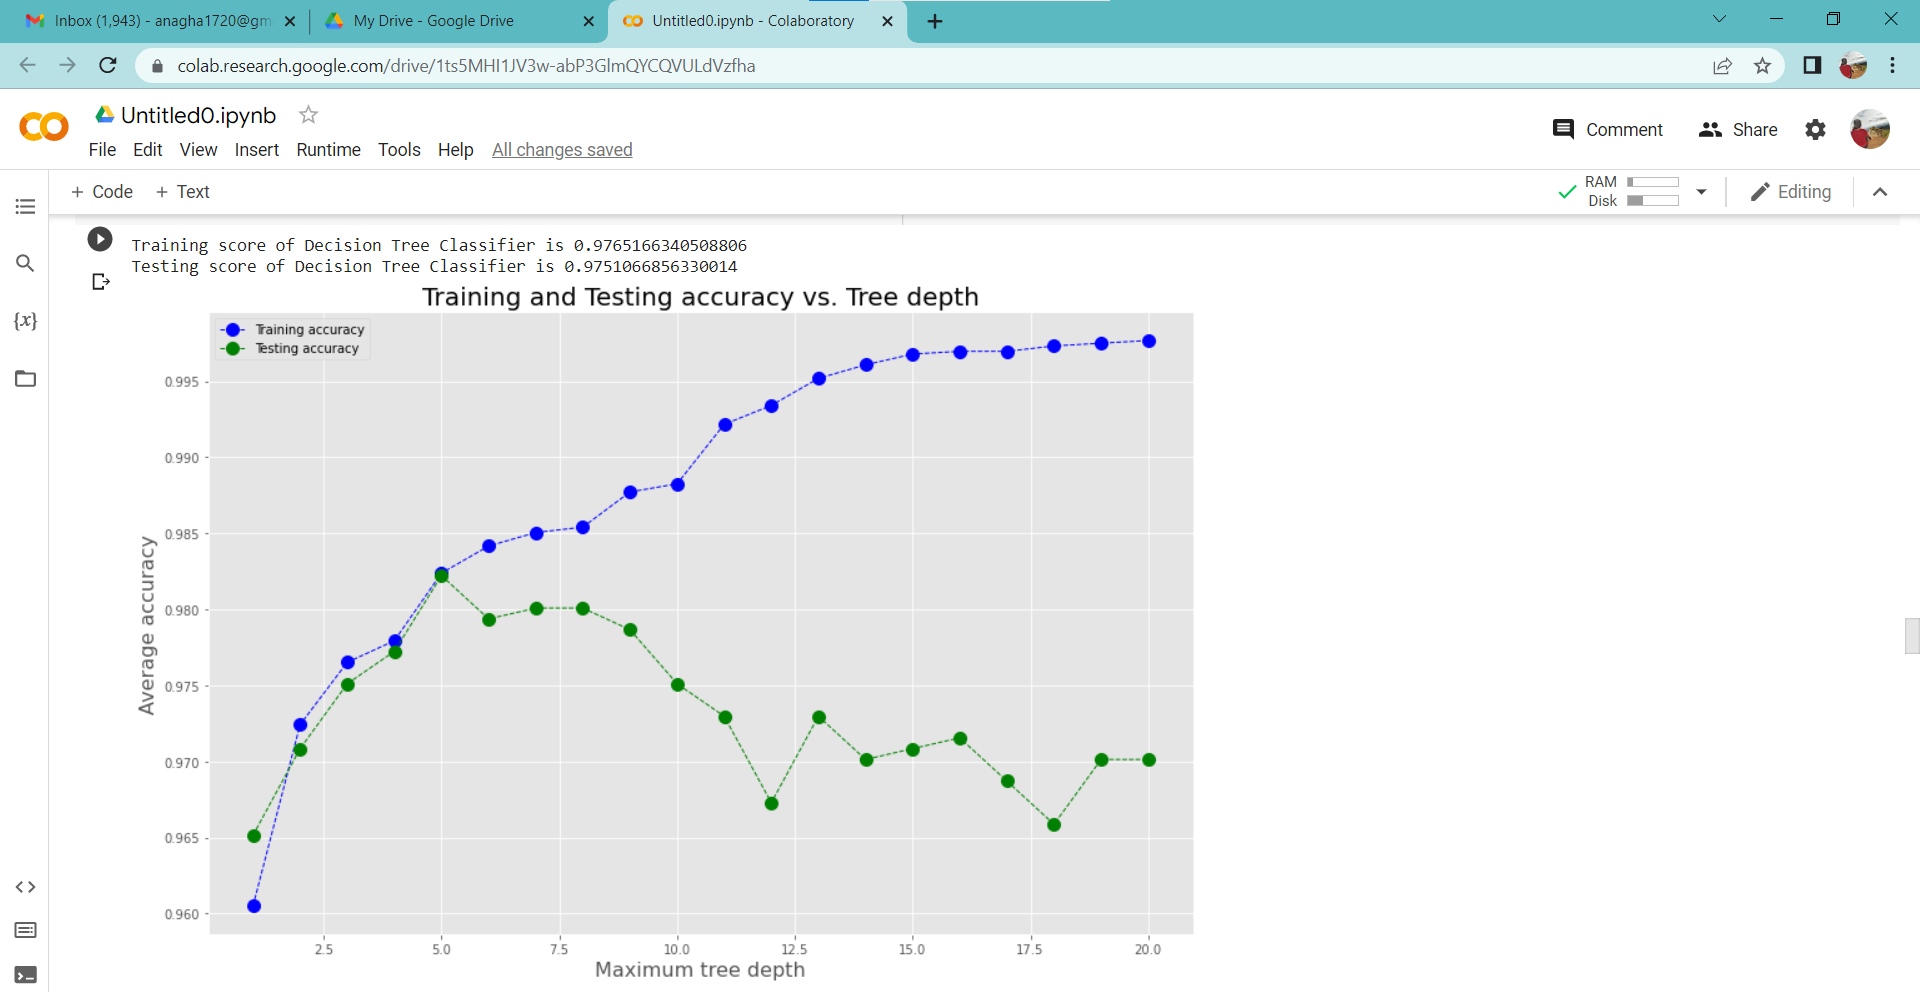 Inbox (1,943) - anagha1720@gm
My Drive - Google Drive
Untitled0.ipynb - Colaboratory
colab.research.google.com/drive/1ts5MHI1JV3w-abP3GlmQYCQVULdVzfha
Untitled0.ipynb
Comment
Share
File Edit View Insert Runtime Tools Help All changes saved
+ Code + Text
RAM
Disk
Editing
{x}
Training score of Decision Tree Classifier is 0.9765166340508806
Testing score of Decision Tree Classifier is 0.9751066856330014
Training and Testing accuracy vs. Tree depth
Training accuracy
Testing accuracy
0.995
0.990
0.985
0.980
0.975
0.970
0.965
0.960
Average accuracy
2.5 5.0 7.5 10.0 12.5 15.0 17.5 20.0
Maximum tree depth